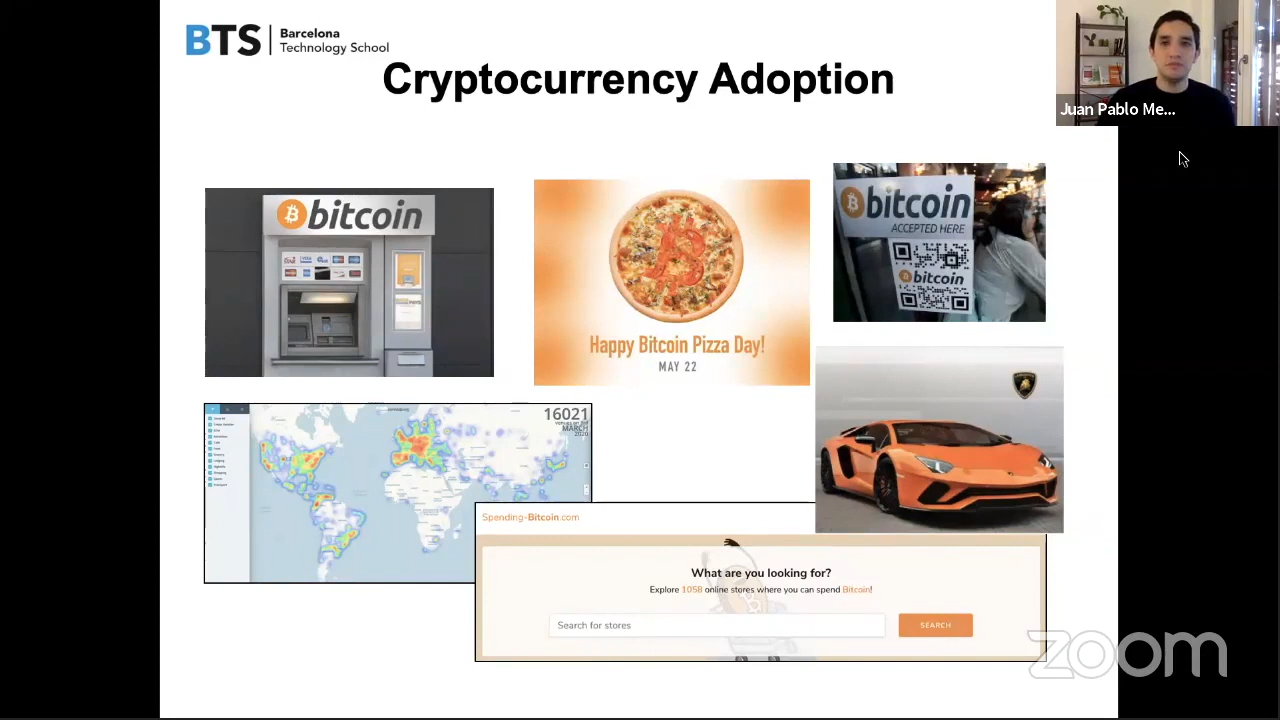 BTS
Barcelona
Technology School
Cryptocurrency Adoption
Juan Pablo Me...
bitcoin
Happy Bitcoin Pizza Day!
MAY 22
bitcoin
ACCEPTED HERE
bitcoin
16021
MARCH
2020
Spending-Bitcoin.com
What are you looking for?
Explore 1058 online stores where you can spend Bitcoin!
Search for stores
SEARCH
zoom